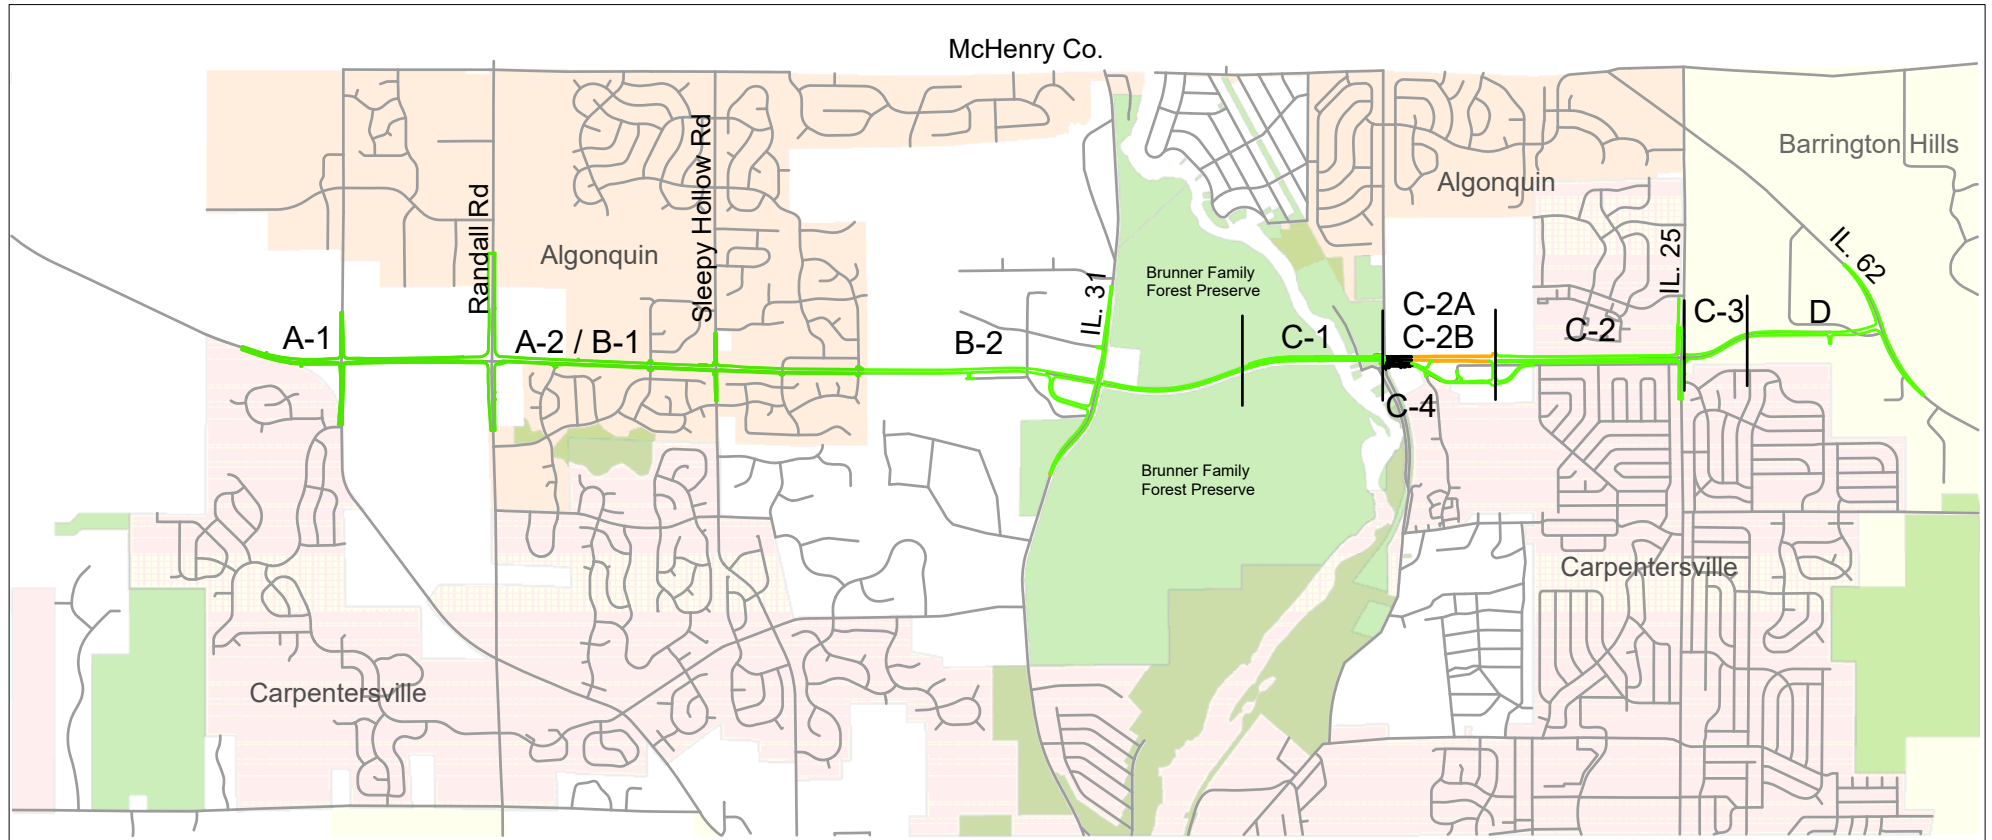 McHenry Co.
Barrington Hills
Algonquin
Randall Rd
Sleepy Hollow Rd
Algonquin
IL. 31
Brunner Family
Forest Preserve
IL. 25
IL. 62
A-1
A-2 / B-1
B-2
C-1
C-2A
C-2B
C-2
C-3
D
C-4
Brunner Family
Forest Preserve
Carpentersville
Carpentersville